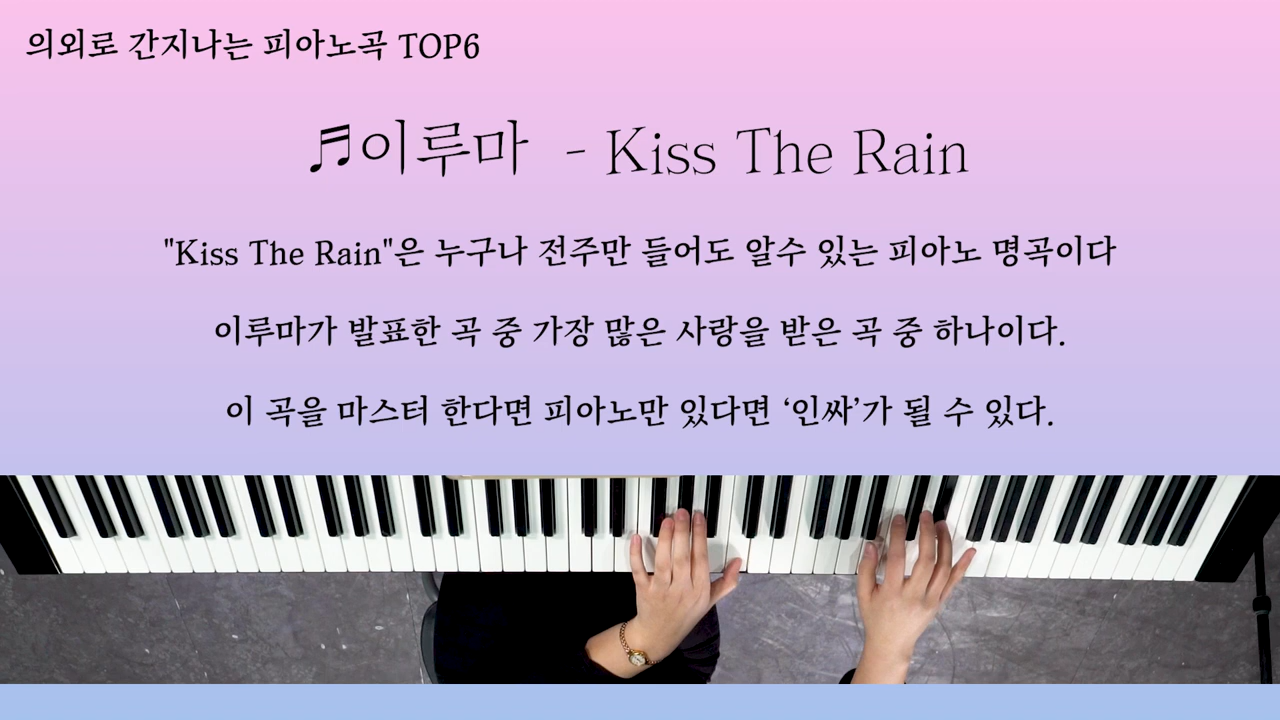 의외로 간지나는 피아노곡 TOP6
♬이루마 - Kiss The Rain
"Kiss The Rain"은 누구나 전주만 들어도 알수 있는 피아노 명곡이다
이루마가 발표한 곡 중 가장 많은 사랑을 받은 곡 중 하나이다.
이 곡을 마스터 한다면 피아노만 있다면 ‘인싸’가 될 수 있다.